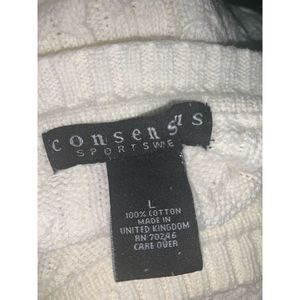 consensus
SPORTSWE
L
100% COTTON
MADE IN
UNITED KINGDOM
RN 70246
CARE OVER